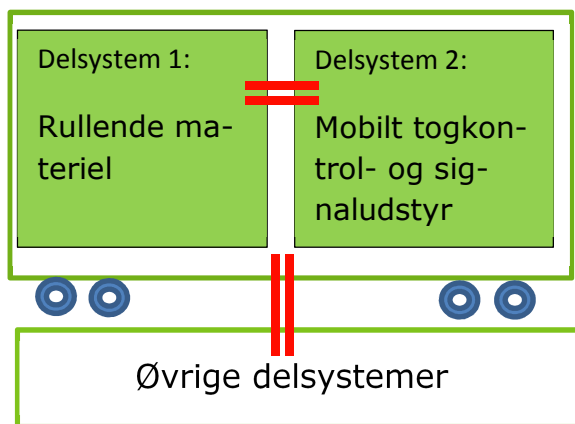 Delsystem 1:
Rullende ma-
teriel
Delsystem 2:
Mobilt togkon-
trol- og sig-
naludstyr
Øvrige delsystemer